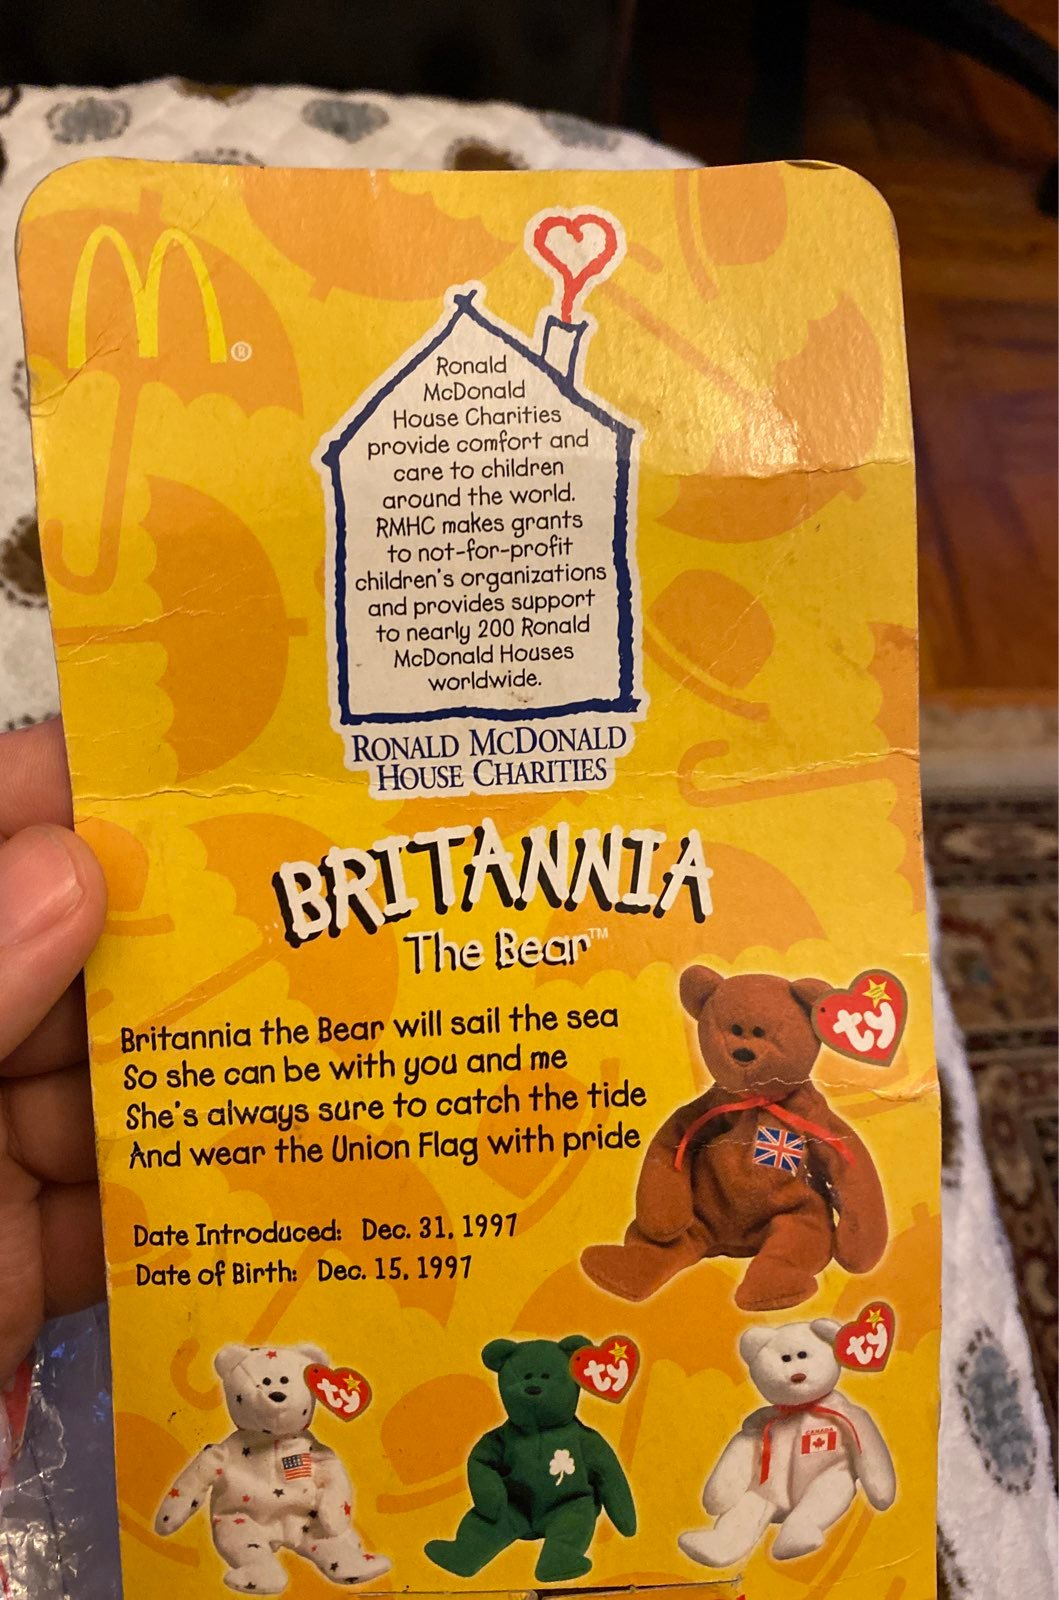 M®
Ronald
McDonald
House Charities
provide comfort and
care to children
around the world.
RMHC makes grants
to not-for-profit
children's organizations
and provides support
to nearly 200 Ronald
McDonald Houses
worldwide.
RONALD MCDONALD
HOUSE CHARITIES
BRITANNIA
The Bear™
Britannia the Bear will sail the sea
So she can be with you and me
She's always sure to catch the tide
And wear the Union Flag with pride
ty
Date Introduced: Dec. 31, 1997
Date of Birth: Dec. 15, 1997
ty
ty
ty
CANADA